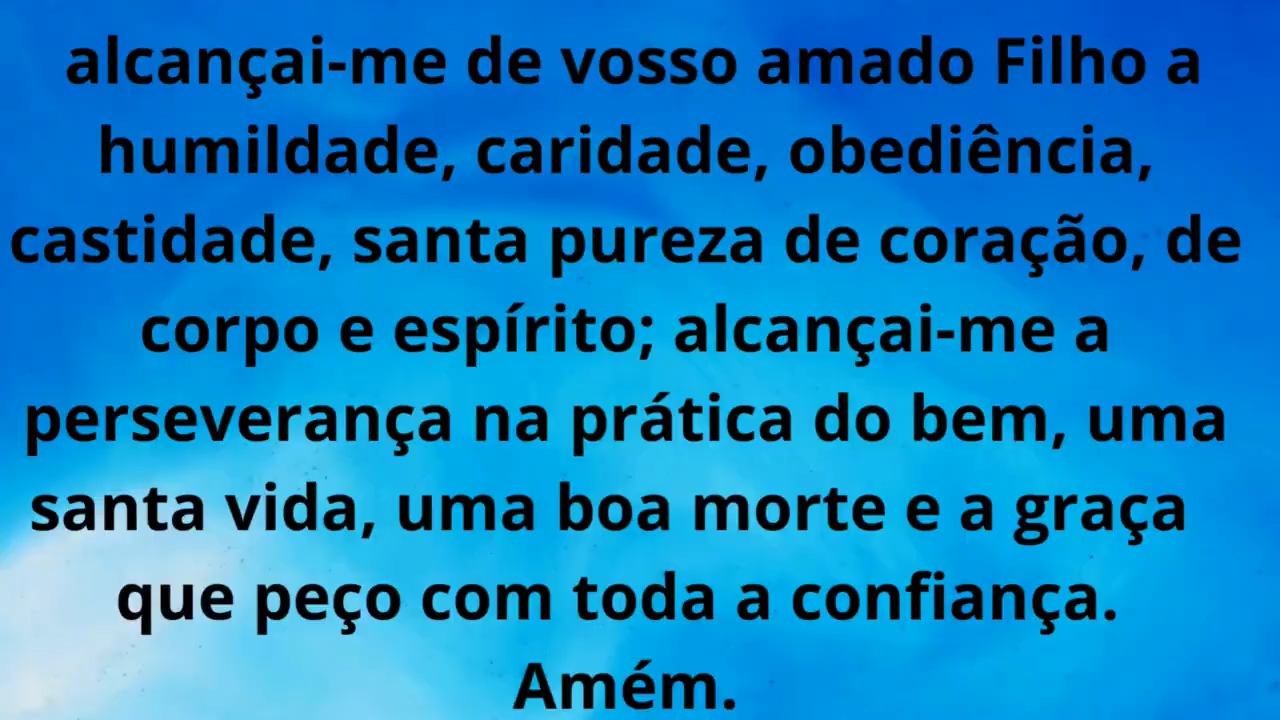 alcançai-me de vosso amado Filho a
humildade, caridade, obediência,
castidade, santa pureza de coração, de
corpo e espírito; alcançai-me a
perseverança na prática do bem, uma
santa vida, uma boa morte e a graça
que peço com toda a confiança.
Amém.